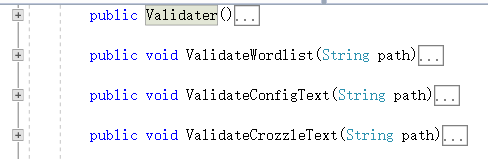 public Validater()...
public void ValidateWordlist(String path)...
public void ValidateConfigText(String path)...
public void ValidateCrozzleText(String path)...